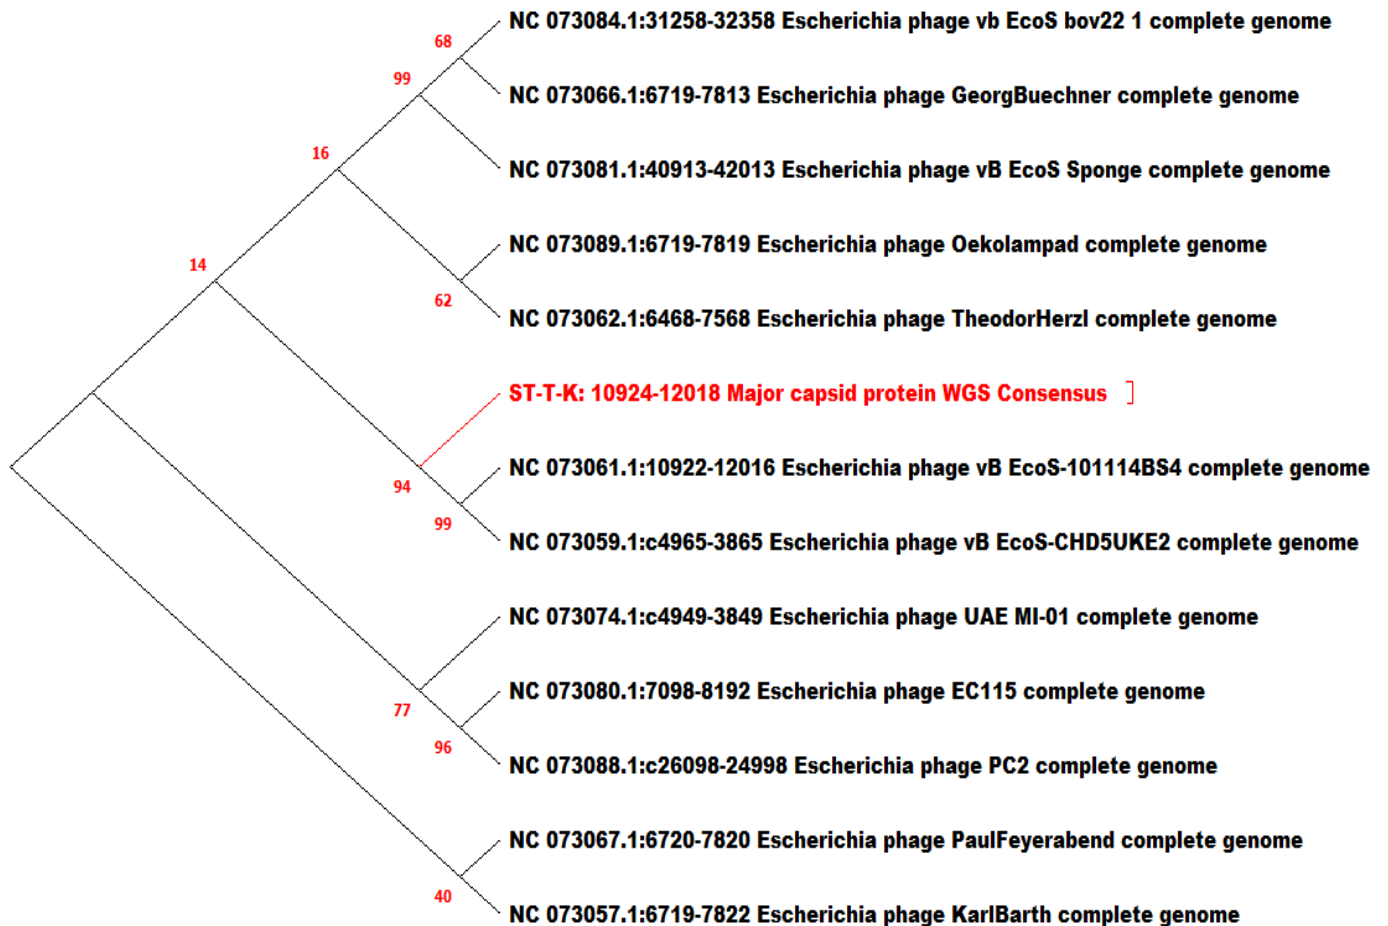 NC 073084.1:31258-32358 Escherichia phage vb EcoS bov22 1 complete genome
68
99
NC 073066.1:6719-7813 Escherichia phage GeorgBuechner complete genome
16
NC 073081.1:40913-42013 Escherichia phage vB EcoS Sponge complete genome
NC 073089.1:6719-7819 Escherichia phage Oekolampad complete genome
14
62
NC 073062.1:6468-7568 Escherichia phage TheodorHerzl complete genome
ST-T-K: 10924-12018 Major capsid protein WGS Consensus
NC 073061.1:10922-12016 Escherichia phage vB EcoS-101114BS4 complete genome
94
99
NC 073059.1:c4965-3865 Escherichia phage vB EcoS-CHD5UKE2 complete genome
NC 073074.1:c4949-3849 Escherichia phage UAE MI-01 complete genome
NC 073080.1:7098-8192 Escherichia phage EC115 complete genome
77
96
NC 073088.1:c26098-24998 Escherichia phage PC2 complete genome
NC 073067.1:6720-7820 Escherichia phage PaulFeyerabend complete genome
40
NC 073057.1:6719-7822 Escherichia phage KarlBarth complete genome